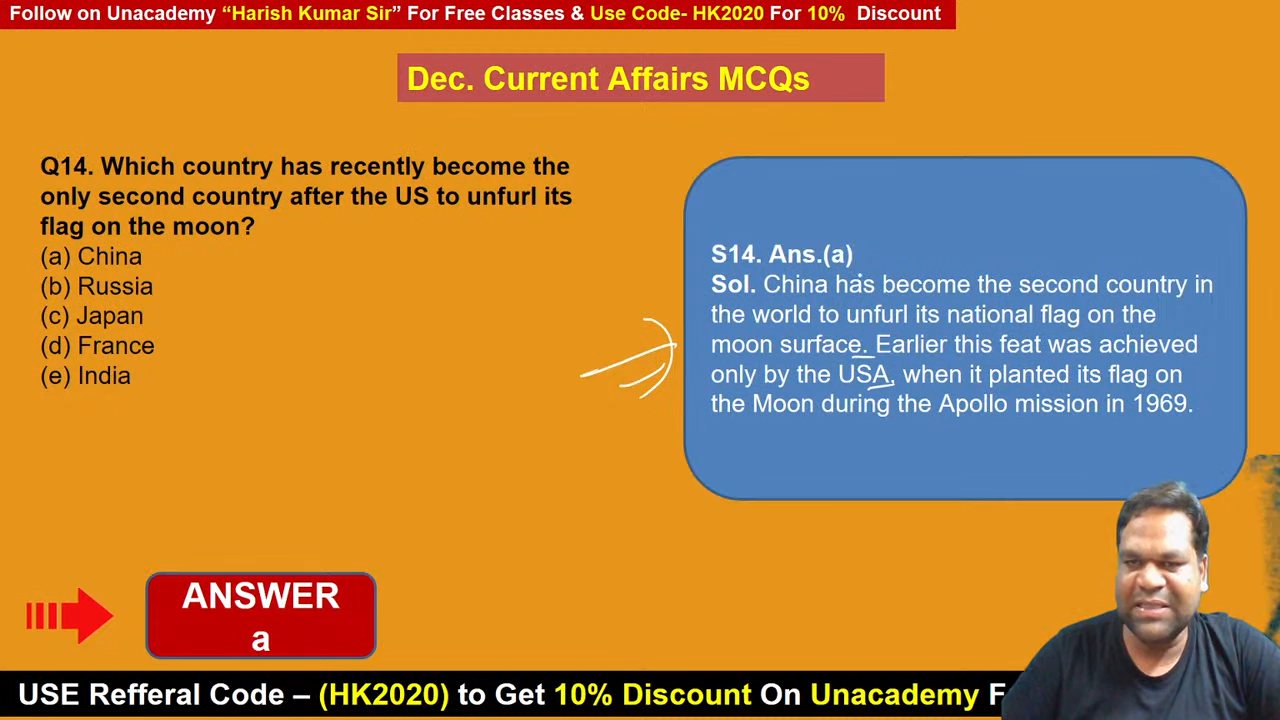 Follow on Unacademy “Harish Kumar Sir” For Free Classes & Use Code- HK2020 For 10% Discount
Dec. Current Affairs MCQs
Q14. Which country has recently become the
only second country after the US to unfurl its
flag on the moon?
(a) China
(b) Russia
(c) Japan
(d) France
(e) India
S14. Ans.(a)
Sol. China has become the second country in
the world to unfurl its national flag on the
moon surface. Earlier this feat was achieved
only by the USA, when it planted its flag on
the Moon during the Apollo mission in 1969.
ANSWER
a
USE Refferal Code – (HK2020) to Get 10% Discount On Unacademy F